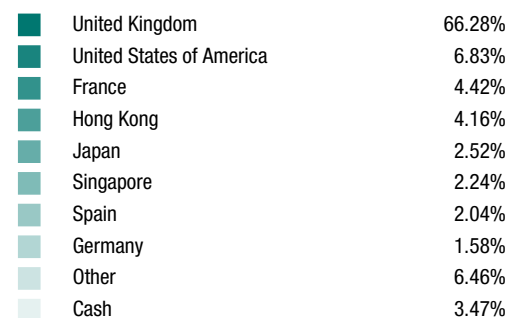 United Kingdom 66.28%
United States of America 6.83%
France 4.42%
Hong Kong 4.16%
Japan 2.52%
Singapore 2.24%
Spain 2.04%
Germany 1.58%
Other 6.46%
Cash 3.47%